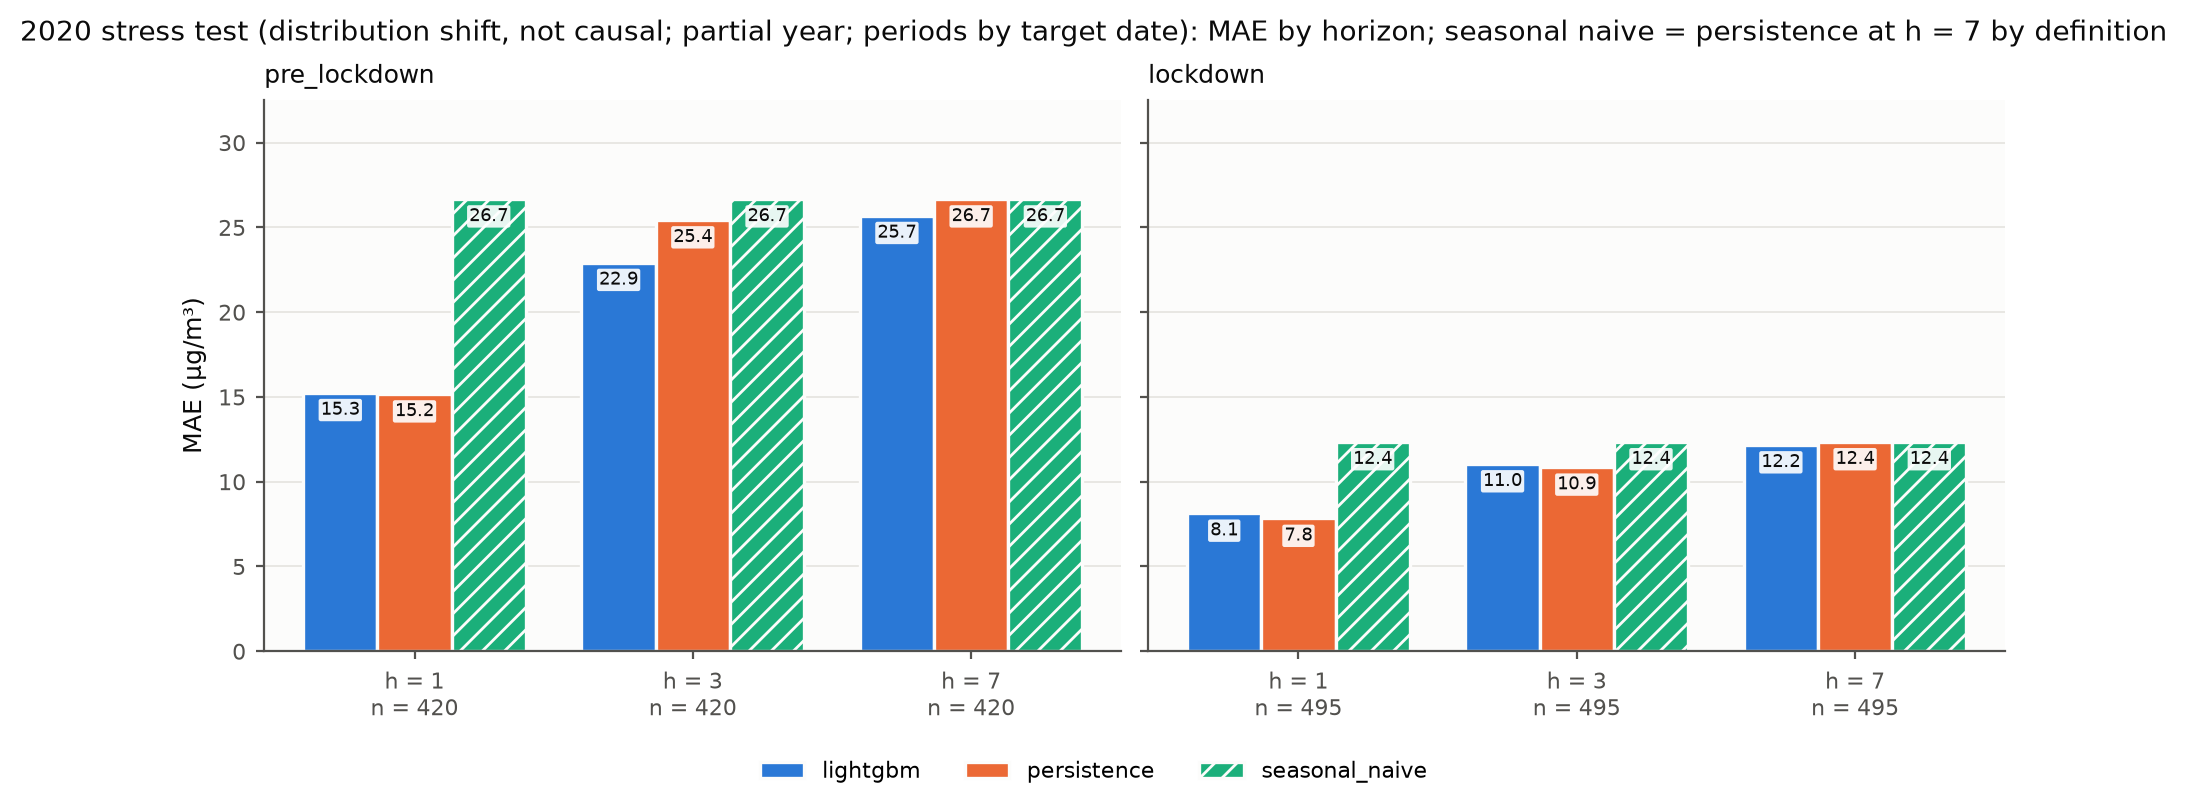 2020 stress test (distribution shift, not causal; partial year; periods by target date): MAE by horizon; seasonal naive = persistence at h = 7 by definition
pre_lockdown
lockdown
MAE (µg/m³)
30
25
20
15
10
5
0
15.3
15.2
26.7
22.9
25.4
26.7
25.7
26.7
26.7
8.1
7.8
12.4
11.0
10.9
12.4
12.2
12.4
12.4
h = 1
n = 420
h = 3
n = 420
h = 7
n = 420
h = 1
n = 495
h = 3
n = 495
h = 7
n = 495
lightgbm
persistence
seasonal_naive